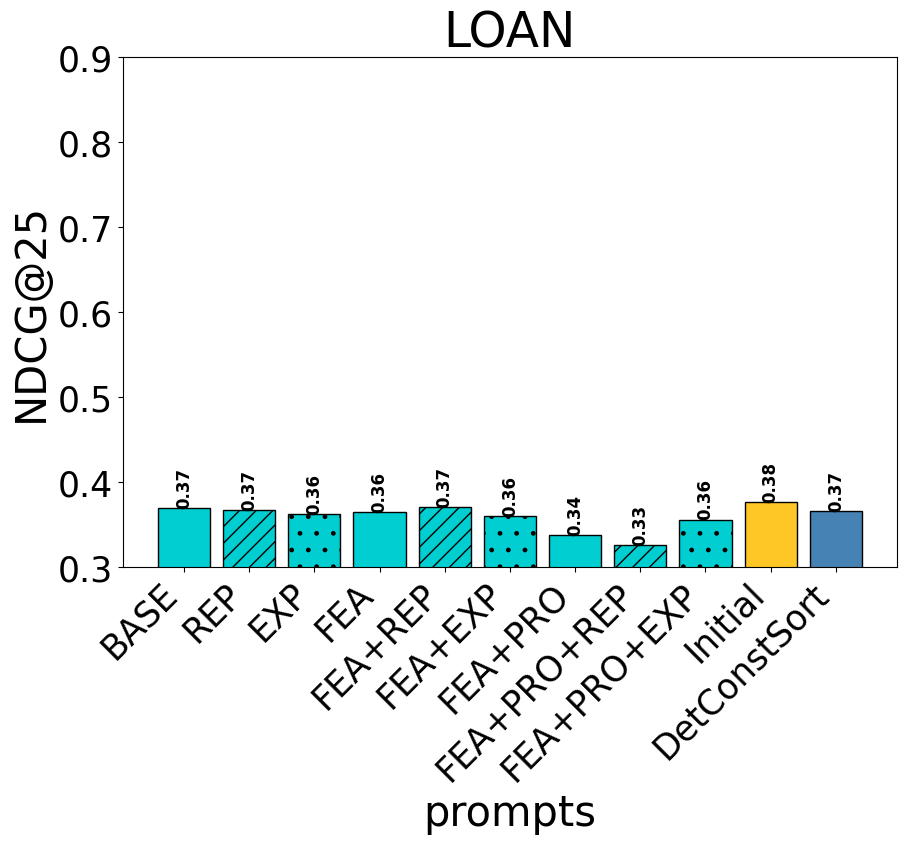 LOAN
NDCG@25
0.9
0.8
0.7
0.6
0.5
0.4
0.3
0.37
0.37
0.36
0.36
0.37
0.36
0.34
0.33
0.36
0.38
0.37
BASE
REP
EXP
FEA
FEA+REP
FEA+EXP
FEA+PRO
FEA+PRO+REP
FEA+PRO+EXP
Initial
DetConstSort
prompts